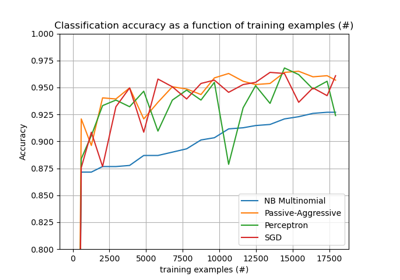 Classification accuracy as a function of training examples (#)
1.000
0.975
0.950
0.925
0.900
0.875
0.850
0.825
0.800
Accuracy
NB Multinomial
Passive-Aggressive
Perceptron
SGD
0 2500 5000 7500 10000 12500 15000 17500
training examples (#)